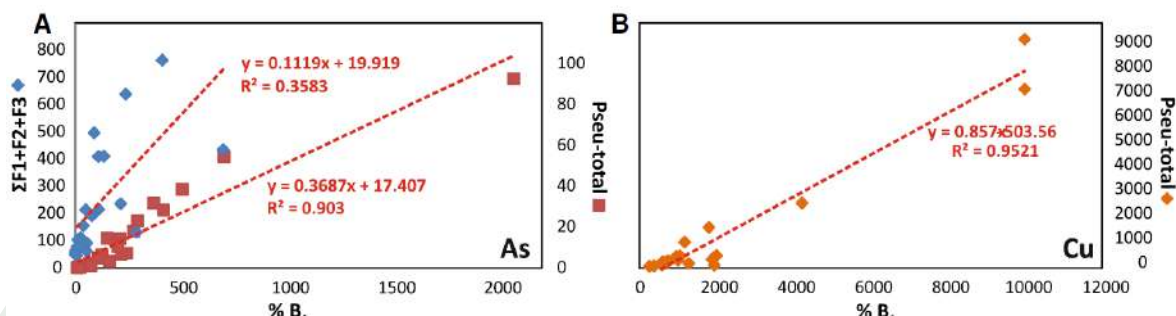 A
ΣF1+F2+F3
800
700
600
500
400
300
200
100
0
y = 0.1119x + 19.919
R² = 0.3583
y = 0.3687x + 17.407
R² = 0.903
As
100
80
60
40
20
0
Pseu-total
0
500
1000
1500
2000
% B.
B
y = 0.857x503.56
R² = 0.9521
Cu
9000
8000
7000
6000
5000
4000
3000
2000
1000
0
Pseu-total
0
2000
4000
6000
8000
10000
12000
% B.